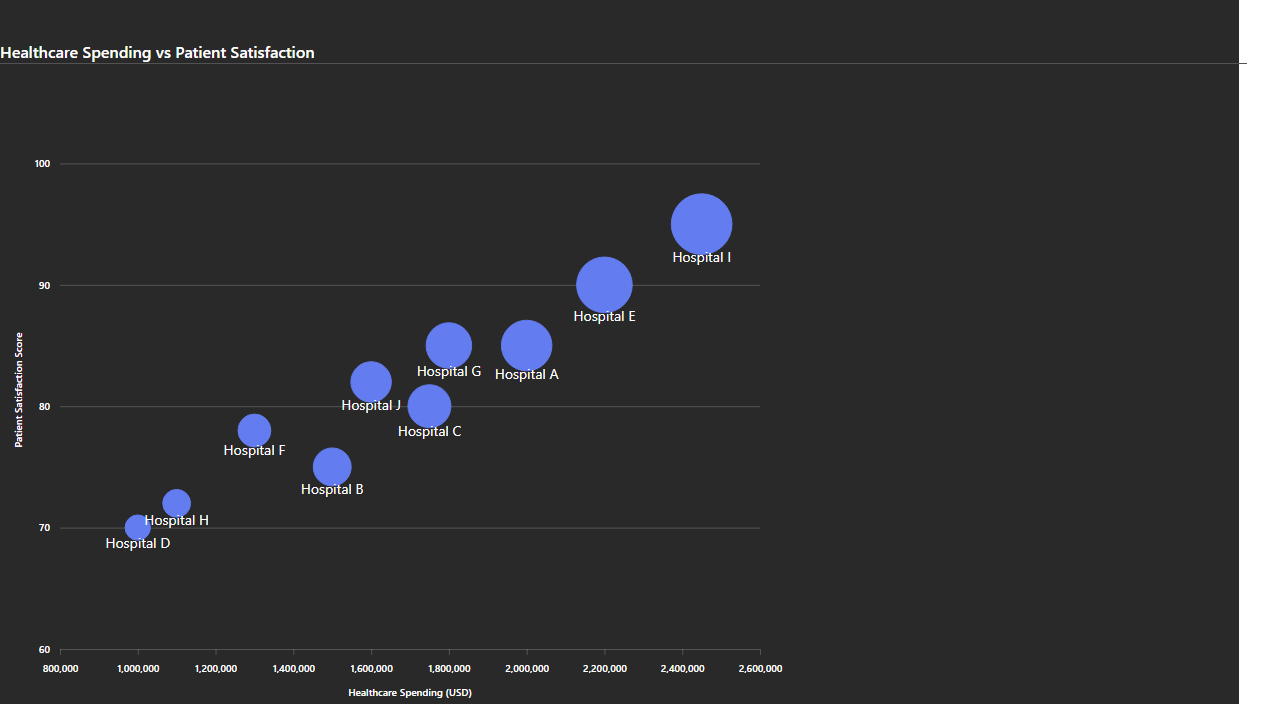 Healthcare Spending vs Patient Satisfaction
100
Hospital I
90
Hospital E
Patient Satisfaction Score
Hospital G
Hospital A
Hospital J
80
Hospital C
Hospital F
Hospital B
Hospital H
70
Hospital D
60
800,000 1,000,000 1,200,000 1,400,000 1,600,000 1,800,000 2,000,000 2,200,000 2,400,000 2,600,000
Healthcare Spending (USD)